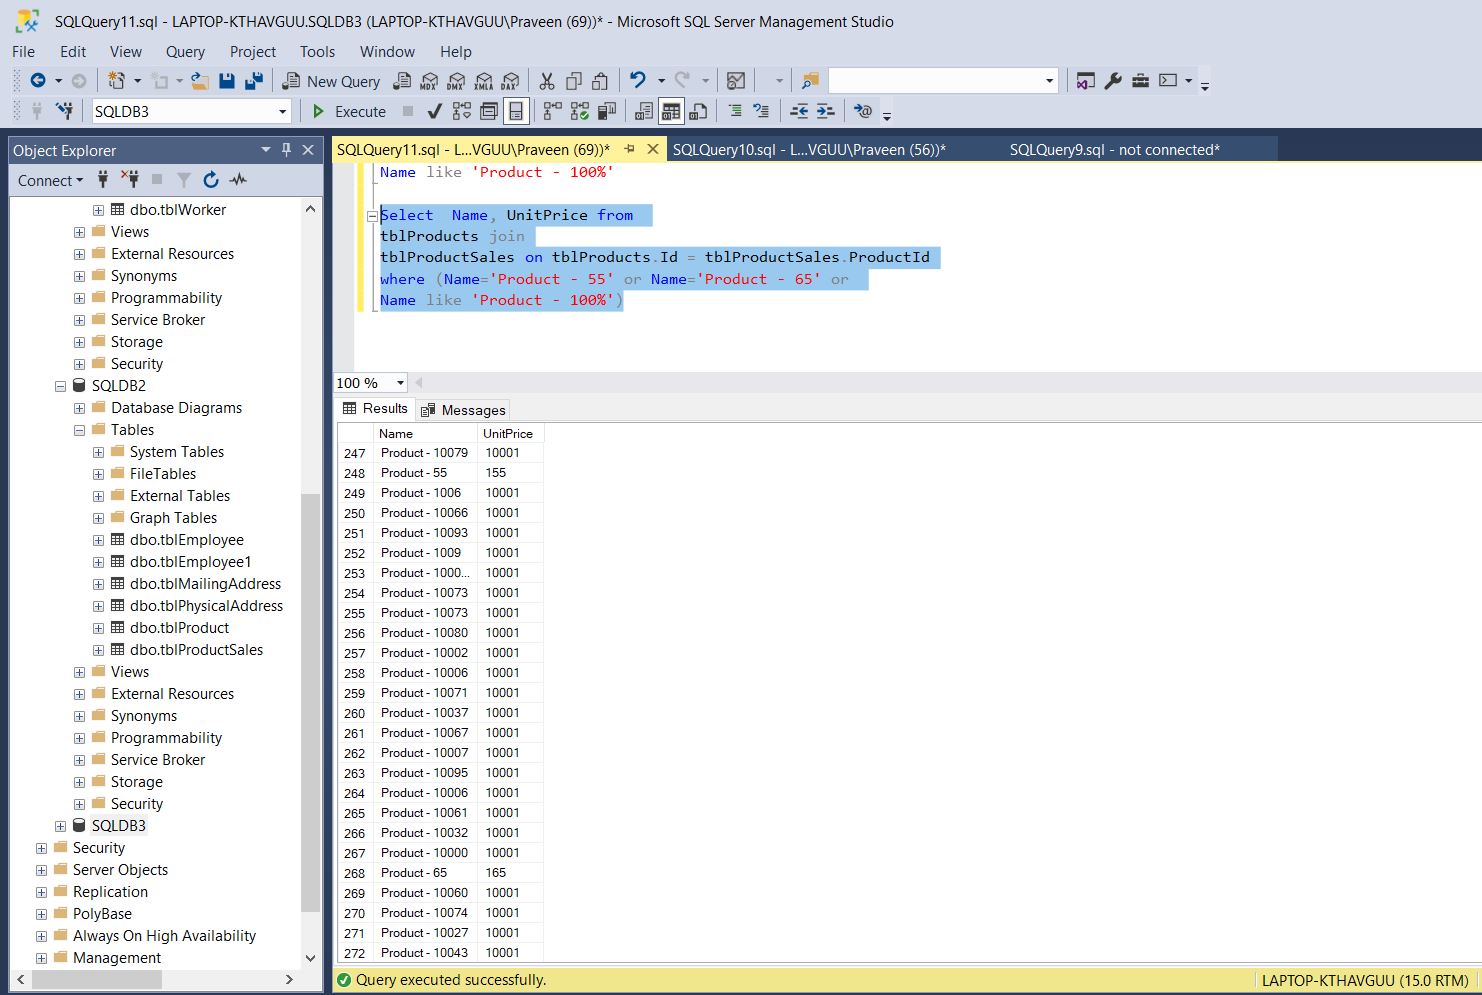 SQLQuery11.sql - LAPTOP-KTHAVGUU.SQLDB3 (LAPTOP-KTHAVGUU\Praveen (69))* - Microsoft SQL Server Management Studio
File Edit View Query Project Tools Window Help
New Query MDX DMX XMLA DAX
SQLDB3 Execute
Object Explorer
Connect
dbo.tblWorker
Views
External Resources
Synonyms
Programmability
Service Broker
Storage
Security
SQLDB2
Database Diagrams
Tables
System Tables
FileTables
External Tables
Graph Tables
dbo.tblEmployee
dbo.tblEmployee1
dbo.tblMailingAddress
dbo.tblPhysicalAddress
dbo.tblProduct
dbo.tblProductSales
Views
External Resources
Synonyms
Programmability
Service Broker
Storage
Security
SQLDB3
Security
Server Objects
Replication
PolyBase
Always On High Availability
Management
SQLQuery11.sql - L...VGUU\Praveen (69))* SQLQuery10.sql - L...VGUU\Praveen (56))* SQLQuery9.sql - not connected*
Name like 'Product - 100%'
Select  Name, UnitPrice from
tblProducts join
tblProductSales on tblProducts.Id = tblProductSales.ProductId
where (Name='Product - 55' or Name='Product - 65' or
Name like 'Product - 100%')
100 %
Results Messages
Name UnitPrice
247 Product - 10079 10001
248 Product - 55 155
249 Product - 1006 10001
250 Product - 10066 10001
251 Product - 10093 10001
252 Product - 1009 10001
253 Product - 1000... 10001
254 Product - 10073 10001
255 Product - 10073 10001
256 Product - 10080 10001
257 Product - 10002 10001
258 Product - 10006 10001
259 Product - 10071 10001
260 Product - 10037 10001
261 Product - 10067 10001
262 Product - 10007 10001
263 Product - 10095 10001
264 Product - 10006 10001
265 Product - 10061 10001
266 Product - 10032 10001
267 Product - 10000 10001
268 Product - 65 165
269 Product - 10060 10001
270 Product - 10074 10001
271 Product - 10027 10001
272 Product - 10043 10001
Query executed successfully. LAPTOP-KTHAVGUU (15.0 RTM)